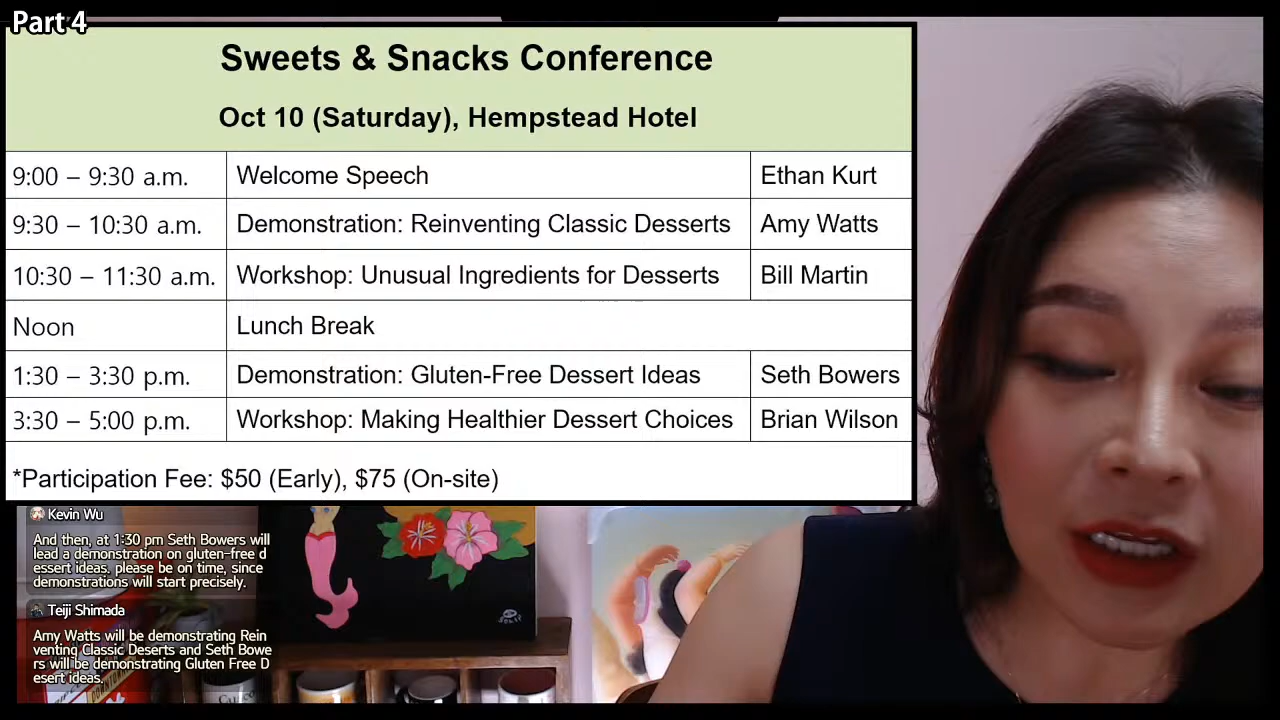 Part 4
Sweets & Snacks Conference
Oct 10 (Saturday), Hempstead Hotel
9:00 – 9:30 a.m. Welcome Speech Ethan Kurt
9:30 – 10:30 a.m. Demonstration: Reinventing Classic Desserts Amy Watts
10:30 – 11:30 a.m. Workshop: Unusual Ingredients for Desserts Bill Martin
Noon Lunch Break
1:30 – 3:30 p.m. Demonstration: Gluten-Free Dessert Ideas Seth Bowers
3:30 – 5:00 p.m. Workshop: Making Healthier Dessert Choices Brian Wilson
*Participation Fee: $50 (Early), $75 (On-site)
Kevin Wu
And then, at 1:30 pm Seth Bowers will
lead a demonstration on gluten-free d
essert ideas. please be on time, since
demonstrations will start precisely.
Teiji Shimada
Amy Watts will be demonstrating Rein
venting Classic Deserts and Seth Bowe
rs will be demonstrating Gluten Free D
esert ideas.